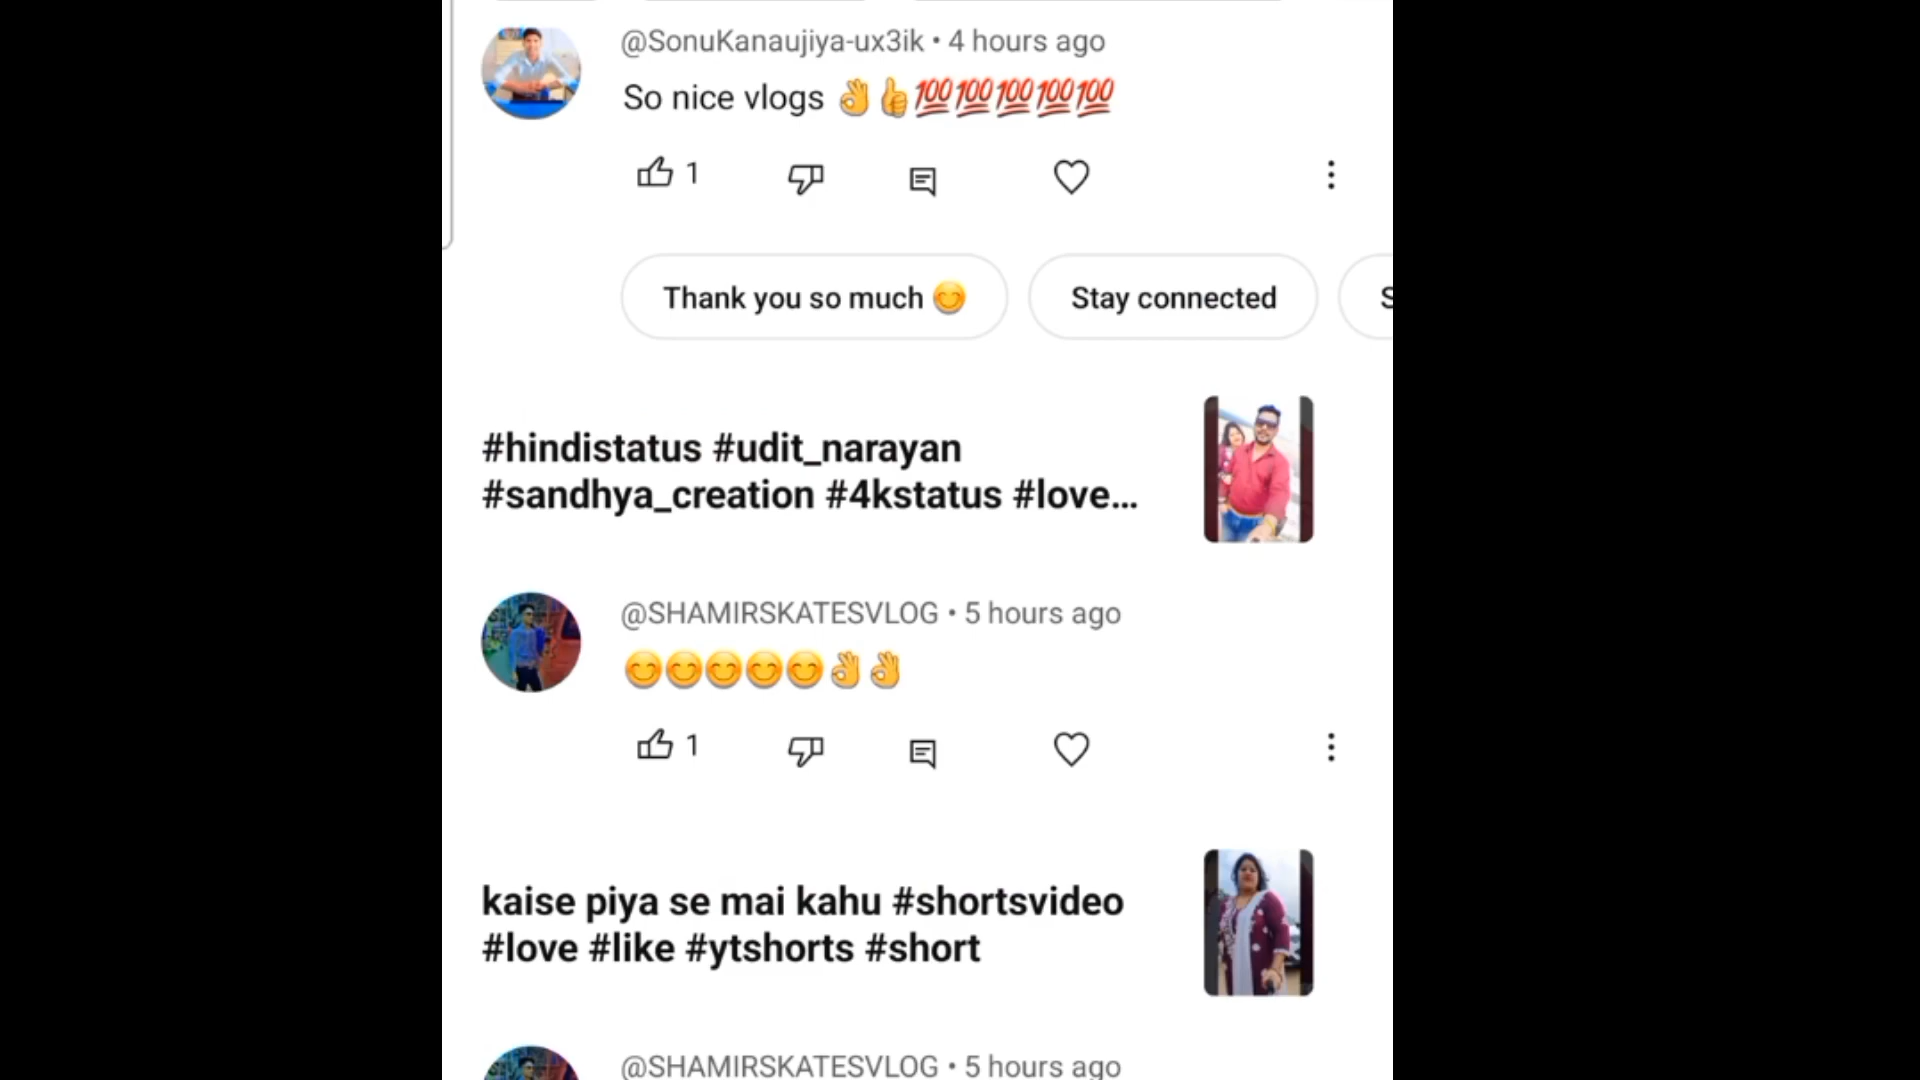 @SonuKanaujiya-ux3ik • 4 hours ago
So nice vlogs 👌👍💯💯💯💯💯
1
Thank you so much 😊
Stay connected
S
#hindistatus #udit_narayan
#sandhya_creation #4kstatus #love...
@SHAMIRSKATESVLOG • 5 hours ago
😊😊😊😊😊👌👌
1
kaise piya se mai kahu #shortsvideo
#love #like #ytshorts #short
@SHAMIRSKATESVLOG • 5 hours ago